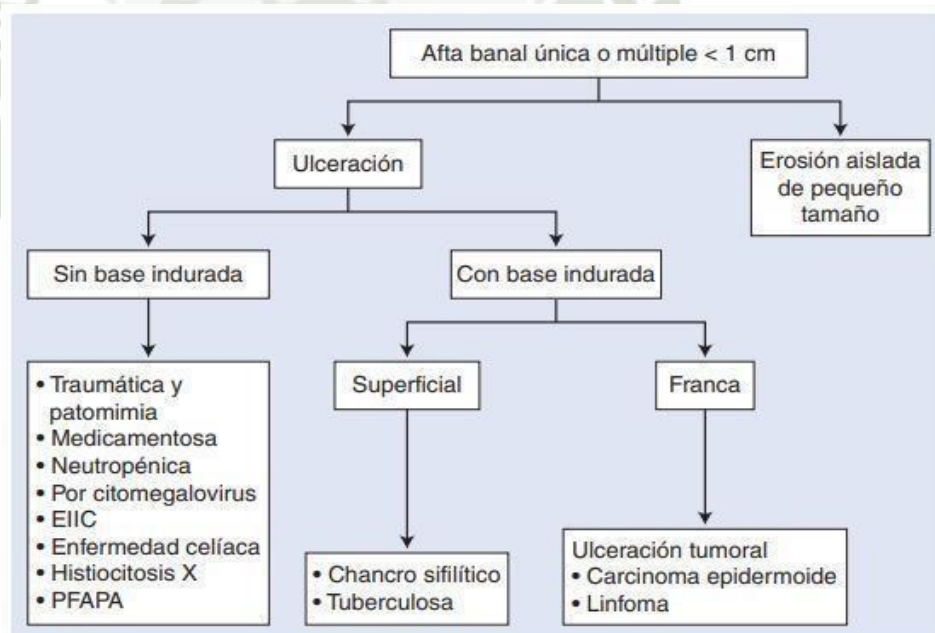 Afta banal única o múltiple < 1 cm
Ulceración
Erosión aislada
de pequeño
tamaño
Sin base indurada
Con base indurada
• Traumática y
patomimia
• Medicamentosa
• Neutropénica
• Por citomegalovirus
• EIIC
• Enfermedad celíaca
• Histiocitosis X
• PFAPA
Superficial
Franca
• Chancro sifilítico
• Tuberculosa
Ulceración tumoral
• Carcinoma epidermoide
• Linfoma